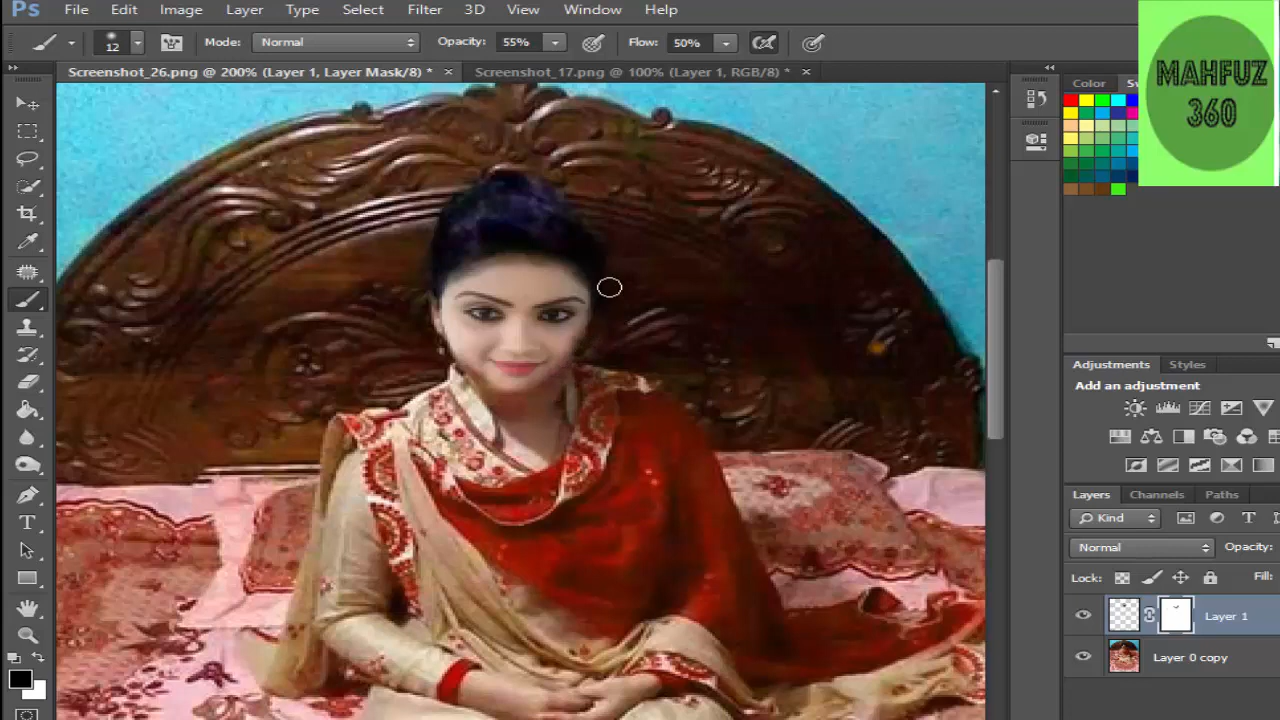 Ps File Edit Image Layer Type Select Filter 3D View Window Help
12 Mode: Normal Opacity: 55% Flow: 50%
Screenshot_26.png @ 200% (Layer 1, Layer Mask/8) * × Screenshot_17.png @ 100% (Layer 1, RGB/8) * ×
Color Sw
MAHFUZ
360
Adjustments Styles
Add an adjustment
Layers Channels Paths
Kind
Normal Opacity:
Lock: Fill:
Layer 1
Layer 0 copy